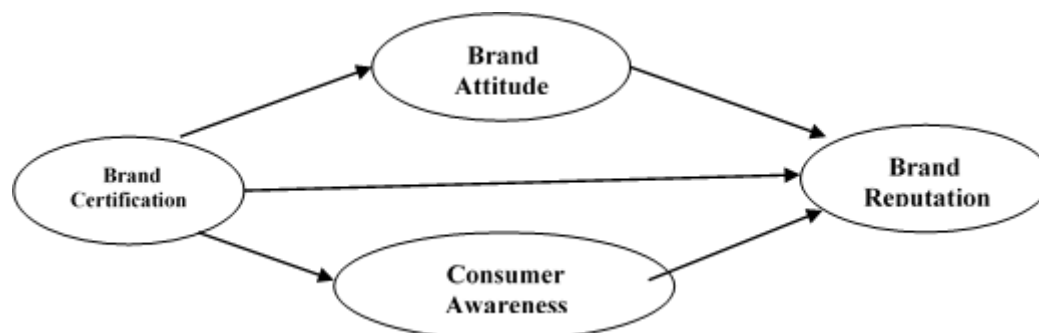 Brand
Attitude
Brand
Certification
Brand
Reputation
Consumer
Awareness